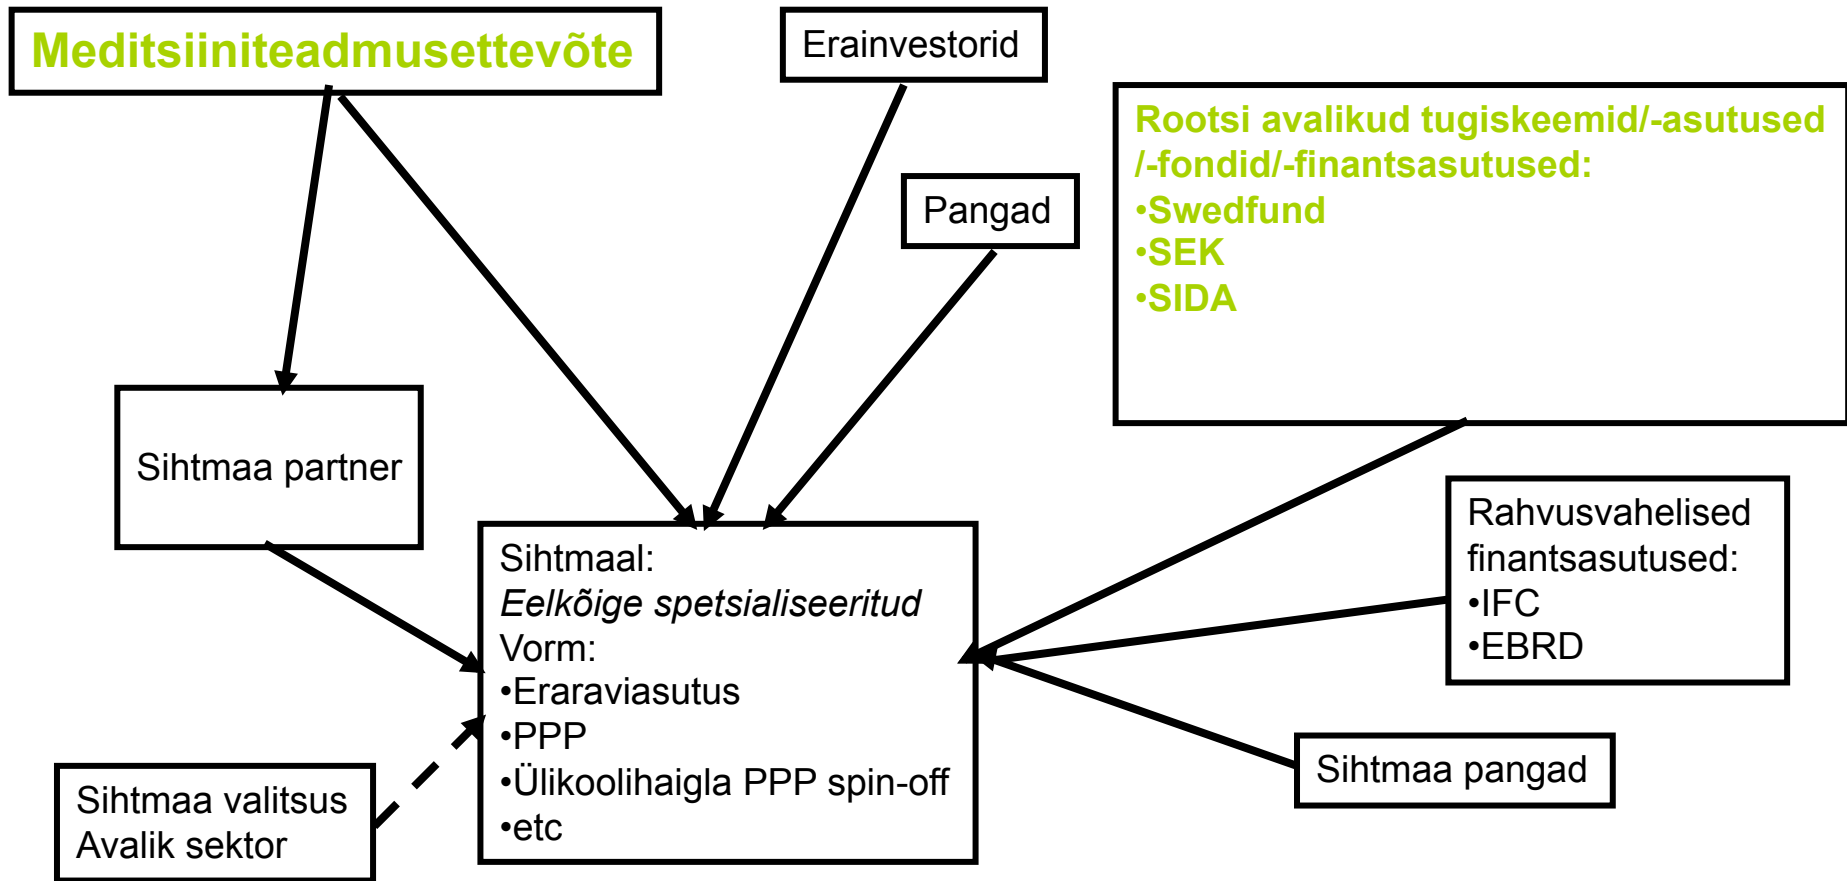 Meditsiiniteadmusettevõte
Erainvestorid
Rootsi avalikud tugiskeemid/-asutused
/-fondid/-finantsasutused:
•Swedfund
•SEK
•SIDA
Pangad
Sihtmaa partner
Rahvusvahelised
finantsasutused:
•IFC
•EBRD
Sihtmaal:
Eelkõige spetsialiseeritud
Vorm:
•Eraraviasutus
•PPP
•Ülikoolihaigla PPP spin-off
•etc
Sihtmaa pangad
Sihtmaa valitsus
Avalik sektor